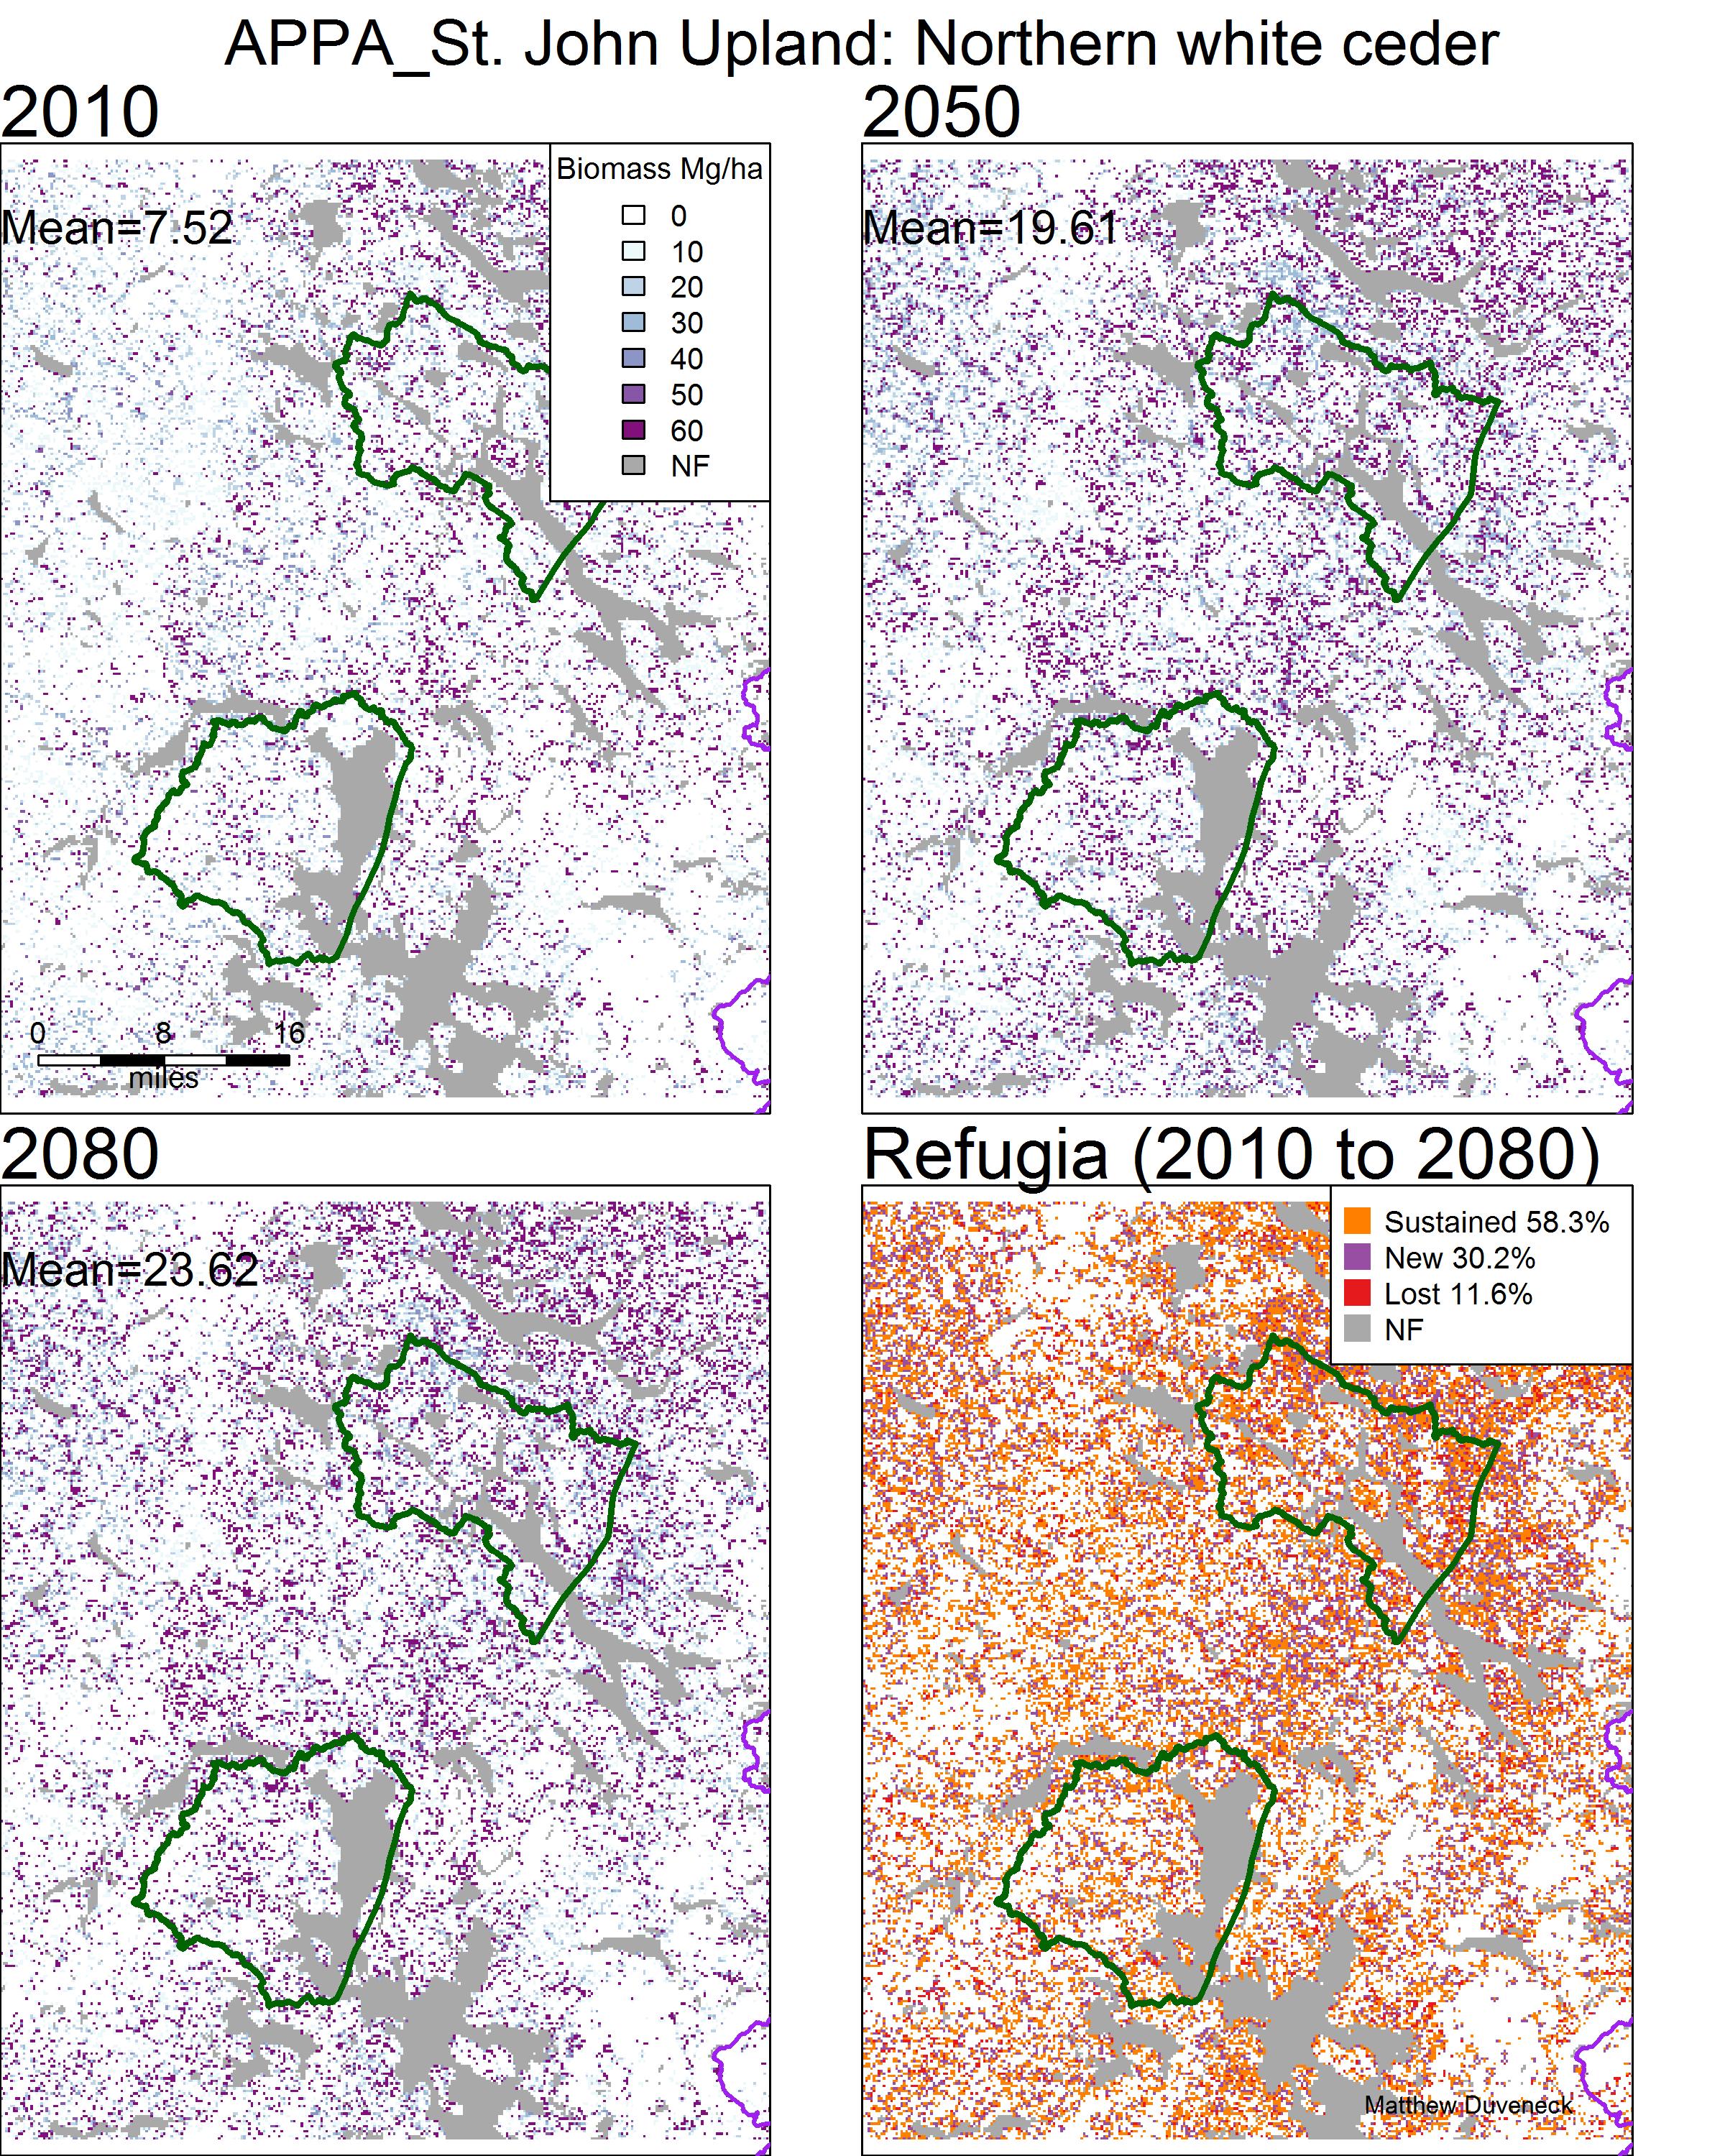 APPA_St. John Upland: Northern white ceder
2010
Mean=7.52
Biomass Mg/ha
0
10
20
30
40
50
60
NF
0 8 16
miles
2050
Mean=19.61
2080
Mean=23.62
Refugia (2010 to 2080)
Sustained 58.3%
New 30.2%
Lost 11.6%
NF
Matthew Duveneck